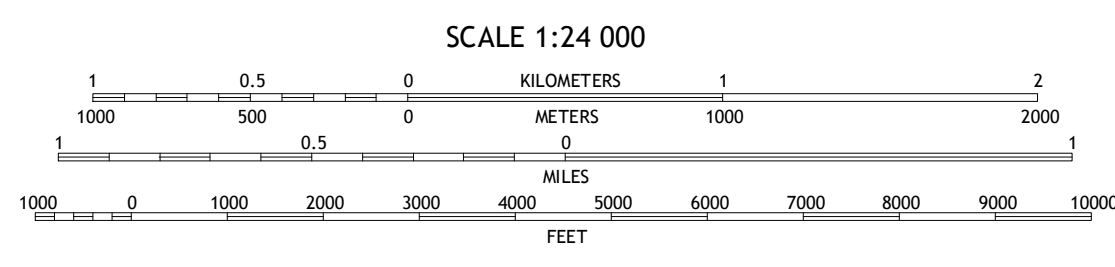 SCALE 1:24 000
1 0.5 0 KILOMETERS 1 2
1000 500 0 METERS 1000 2000
1 0.5 0 1
MILES
1000 0 1000 2000 3000 4000 5000 6000 7000 8000 9000 10000
FEET